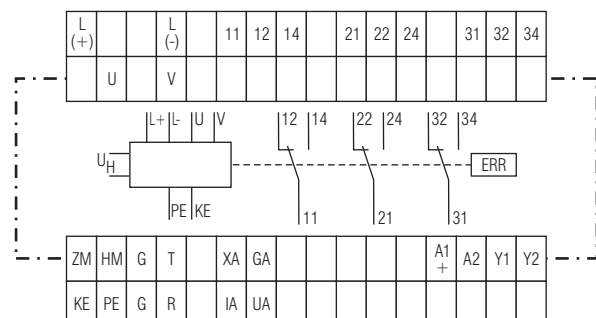 L (+) L (-) 11 12 14 21 22 24 31 32 34
U V
L+ L- U V 12 14 22 24 32 34
UH ERR
PE KE 11 21 31
ZM HM G T XA GA A1 + A2 Y1 Y2
KE PE G R IA UA